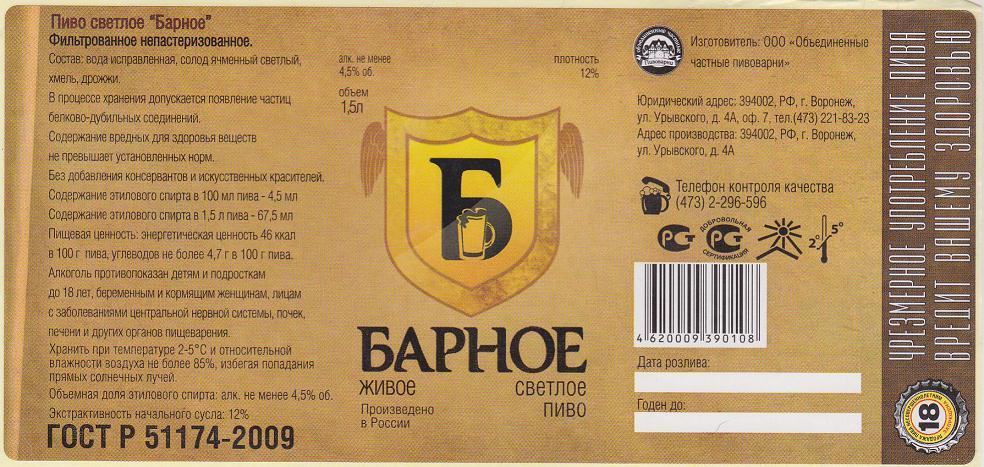 Пиво светлое "Барное"
Фильтрованное непастеризованное.
Состав: вода исправленная, солод ячменный светлый,
хмель, дрожжи.
В процессе хранения допускается появление частиц
белково-дубильных соединений.
Содержание вредных для здоровья веществ
не превышает установленных норм.
Без добавления консервантов и искусственных красителей.
Содержание этилового спирта в 100 мл пива - 4,5 мл
Содержание этилового спирта в 1,5 л пива - 67,5 мл
Пищевая ценность: энергетическая ценность 46 ккал
в 100 г пива, углеводов не более 4,7 г в 100 г пива.
Алкоголь противопоказан детям и подросткам
до 18 лет, беременным и кормящим женщинам, лицам
с заболеваниями центральной нервной системы, почек,
печени и других органов пищеварения.
Хранить при температуре 2-5°С и относительной
влажности воздуха не более 85%, избегая попадания
прямых солнечных лучей.
Объемная доля этилового спирта: алк. не менее 4,5% об.
Экстрактивность начального сусла: 12%
ГОСТ Р 51174-2009
алк. не менее
4,5% об.
объем
1,5л
плотность
12%
Б
БАРНОЕ
живое
светлое
пиво
Произведено
в России
Пивоварни
Изготовитель: ООО «Объединенные
частные пивоварни»
Юридический адрес: 394002, РФ, г. Воронеж,
ул. Урывского, д. 4А, оф. 7, тел.(473) 221-83-23
Адрес производства: 394002, РФ, г. Воронеж,
ул. Урывского, д. 4А
Телефон контроля качества
(473) 2-296-596
РСТ
ДОБРОВОЛЬНАЯ
РСТ
СЕРТИФИКАЦИЯ
2° 5°
4 620009 390108
Дата розлива:
Годен до:
ЧРЕЗМЕРНОЕ УПОТРЕБЛЕНИЕ ПИВА
ВРЕДИТ ВАШЕМУ ЗДОРОВЬЮ
18